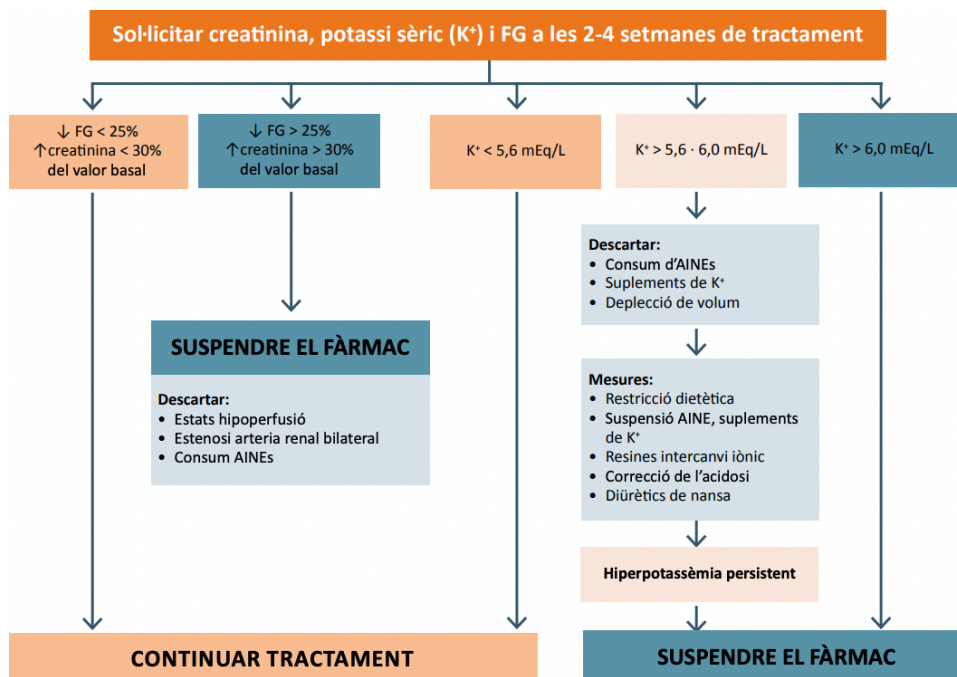 Sol·licitar creatinina, potassi sèric (K⁺) i FG a les 2-4 setmanes de tractament
↓ FG < 25%
↑creatinina < 30%
del valor basal
↓ FG > 25%
↑creatinina > 30%
del valor basal
K⁺ < 5,6 mEq/L
K⁺ > 5,6 · 6,0 mEq/L
K⁺ > 6,0 mEq/L
Descartar:
• Consum d'AINEs
• Suplements de K⁺
• Deplecció de volum
SUSPENDRE EL FÀRMAC
Descartar:
• Estats hipoperfusió
• Estenosi arteria renal bilateral
• Consum AINEs
Mesures:
• Restricció dietètica
• Suspensió AINE, suplements
de K⁺
• Resines intercanvi iònic
• Correcció de l'acidosi
• Diürètics de nansa
Hiperpotassèmia persistent
CONTINUAR TRACTAMENT
SUSPENDRE EL FÀRMAC